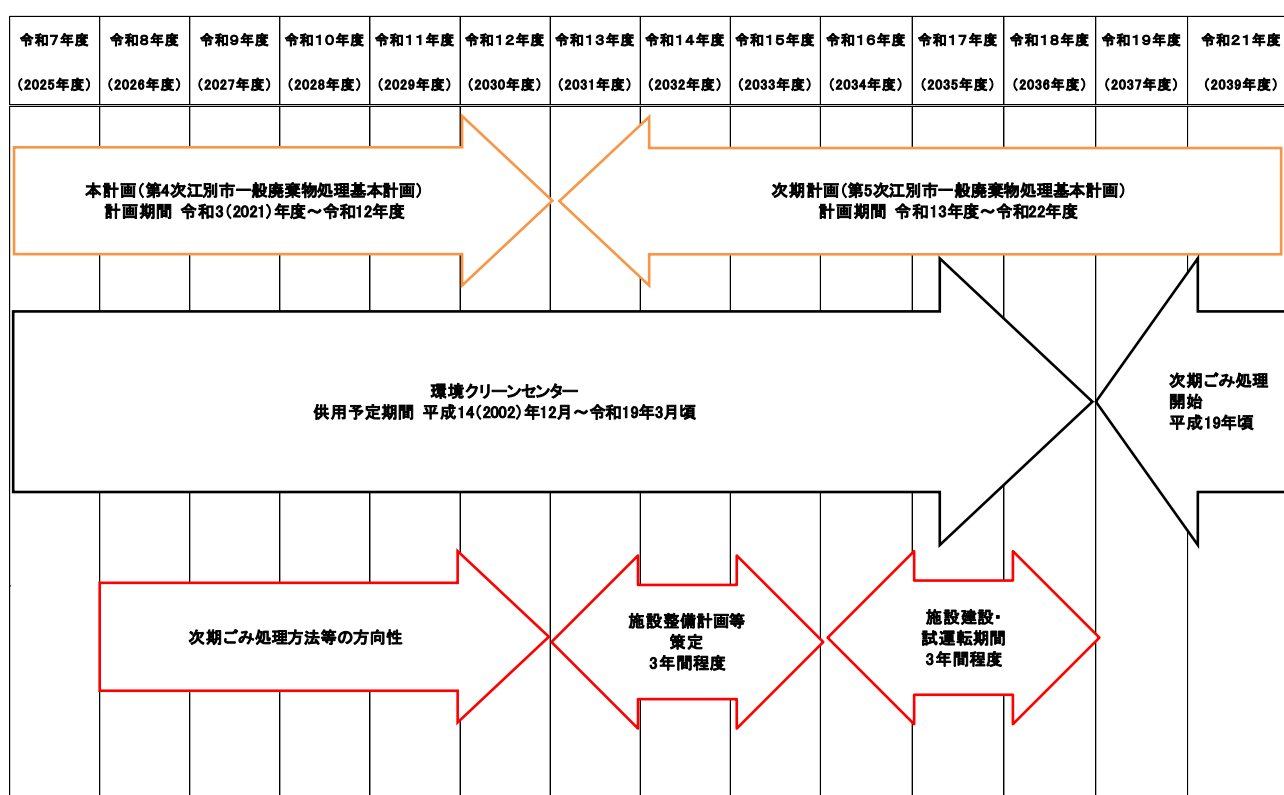 令和7年度 令和8年度 令和9年度 令和10年度 令和11年度 令和12年度 令和13年度 令和14年度 令和15年度 令和16年度 令和17年度 令和18年度 令和19年度 令和21年度
(2025年度) (2026年度) (2027年度) (2028年度) (2029年度) (2030年度) (2031年度) (2032年度) (2033年度) (2034年度) (2035年度) (2036年度) (2037年度) (2039年度)
本計画(第4次江別市一般廃棄物処理基本計画)
計画期間 令和3(2021)年度～令和12年度
次期計画(第5次江別市一般廃棄物処理基本計画)
計画期間 令和13年度～令和22年度
環境クリーンセンター
供用予定期間 平成14(2002)年12月～令和19年3月頃
次期ごみ処理
開始
平成19年頃
次期ごみ処理方法等の方向性
施設整備計画等
策定
3年間程度
施設建設・
試運転期間
3年間程度